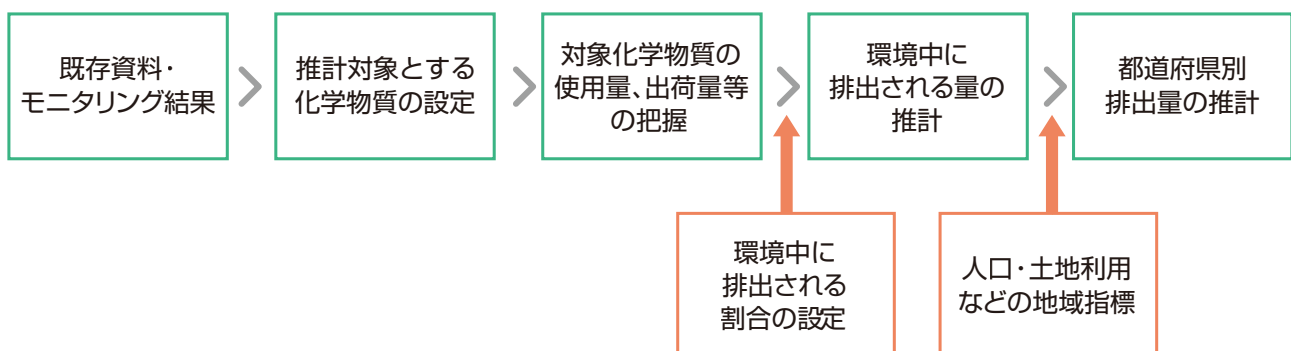 既存資料・
モニタリング結果
推計対象とする
化学物質の設定
対象化学物質の
使用量、出荷量等
の把握
環境中に
排出される量の
推計
都道府県別
排出量の推計
環境中に
排出される
割合の設定
人口・土地利用
などの地域指標